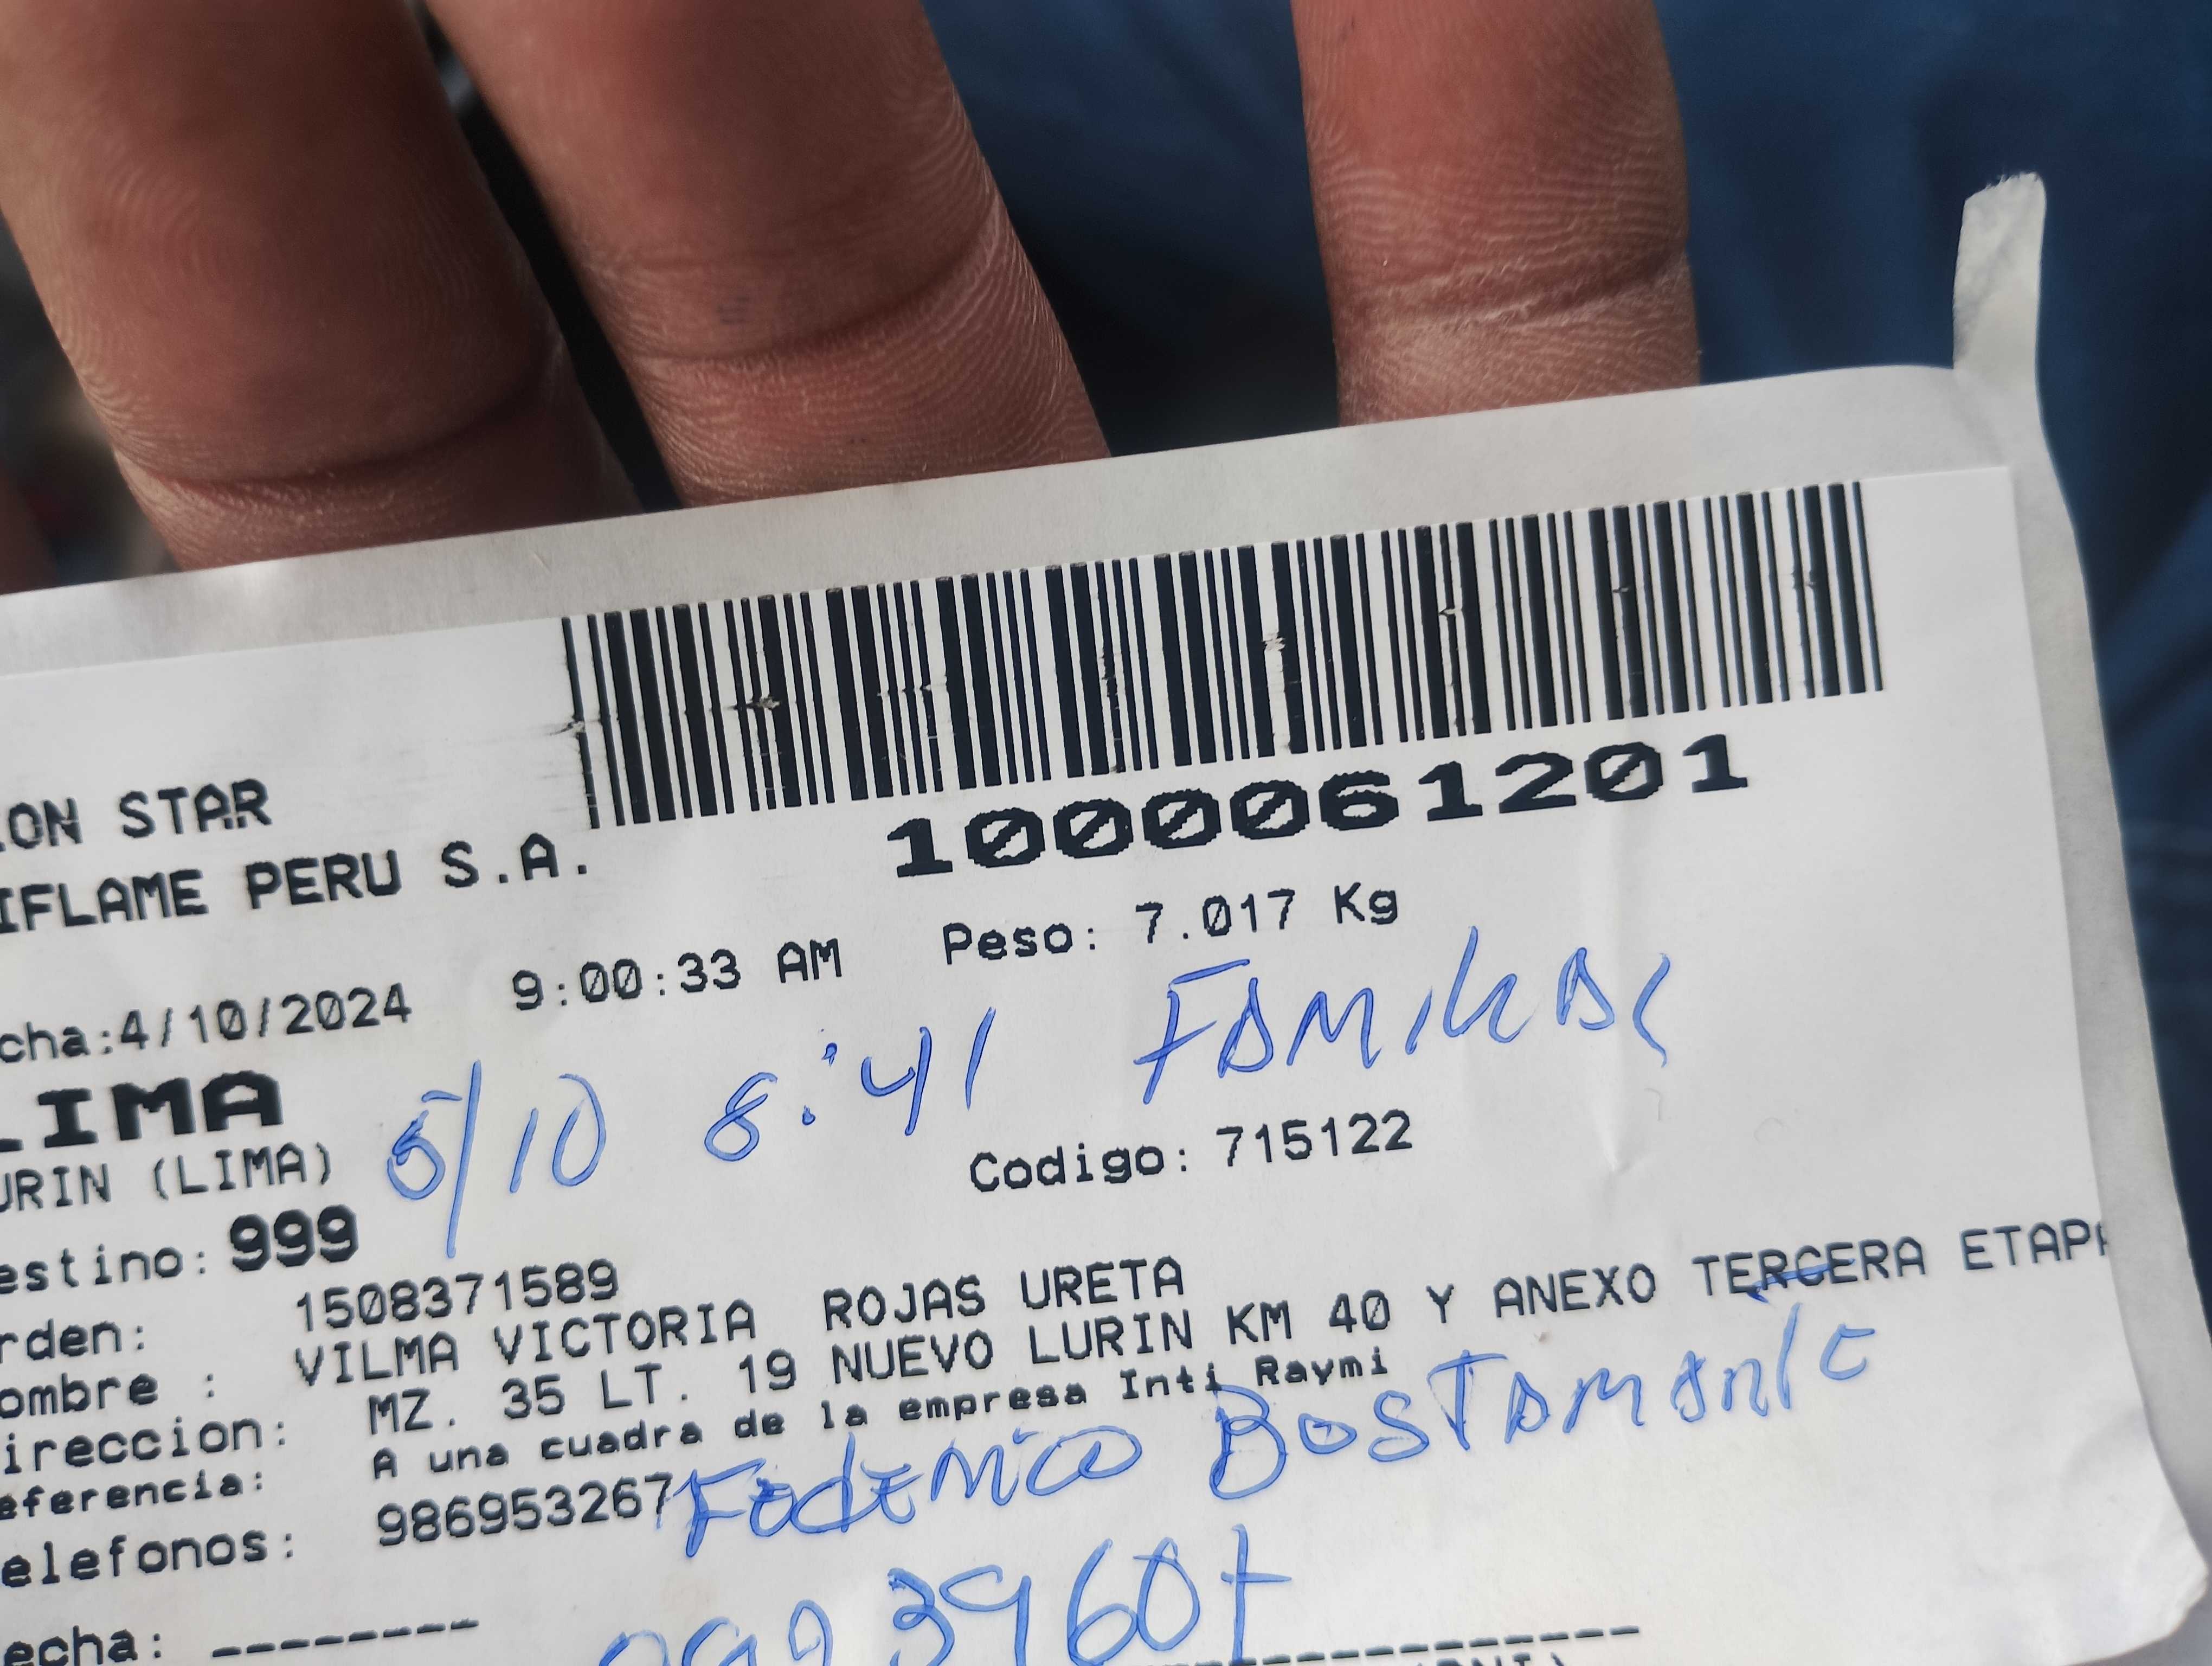 1000061201
ON STAR
IFLAME PERU S.A.
Peso: 7.017 Kg
cha:4/10/2024 9:00:33 AM
LIMA
5/10 8:41 FAMILIAR
URIN (LIMA)
Codigo: 715122
estino: 999
rden: 1508371589
ombre : VILMA VICTORIA ROJAS URETA
ireccion: MZ. 35 LT. 19 NUEVO LURIN KM 40 Y ANEXO TERCERA ETAPA
eferencia: A una cuadra de la empresa Inti Raymi
elefonos: 986953267
Federico Bustamante
echa: --------